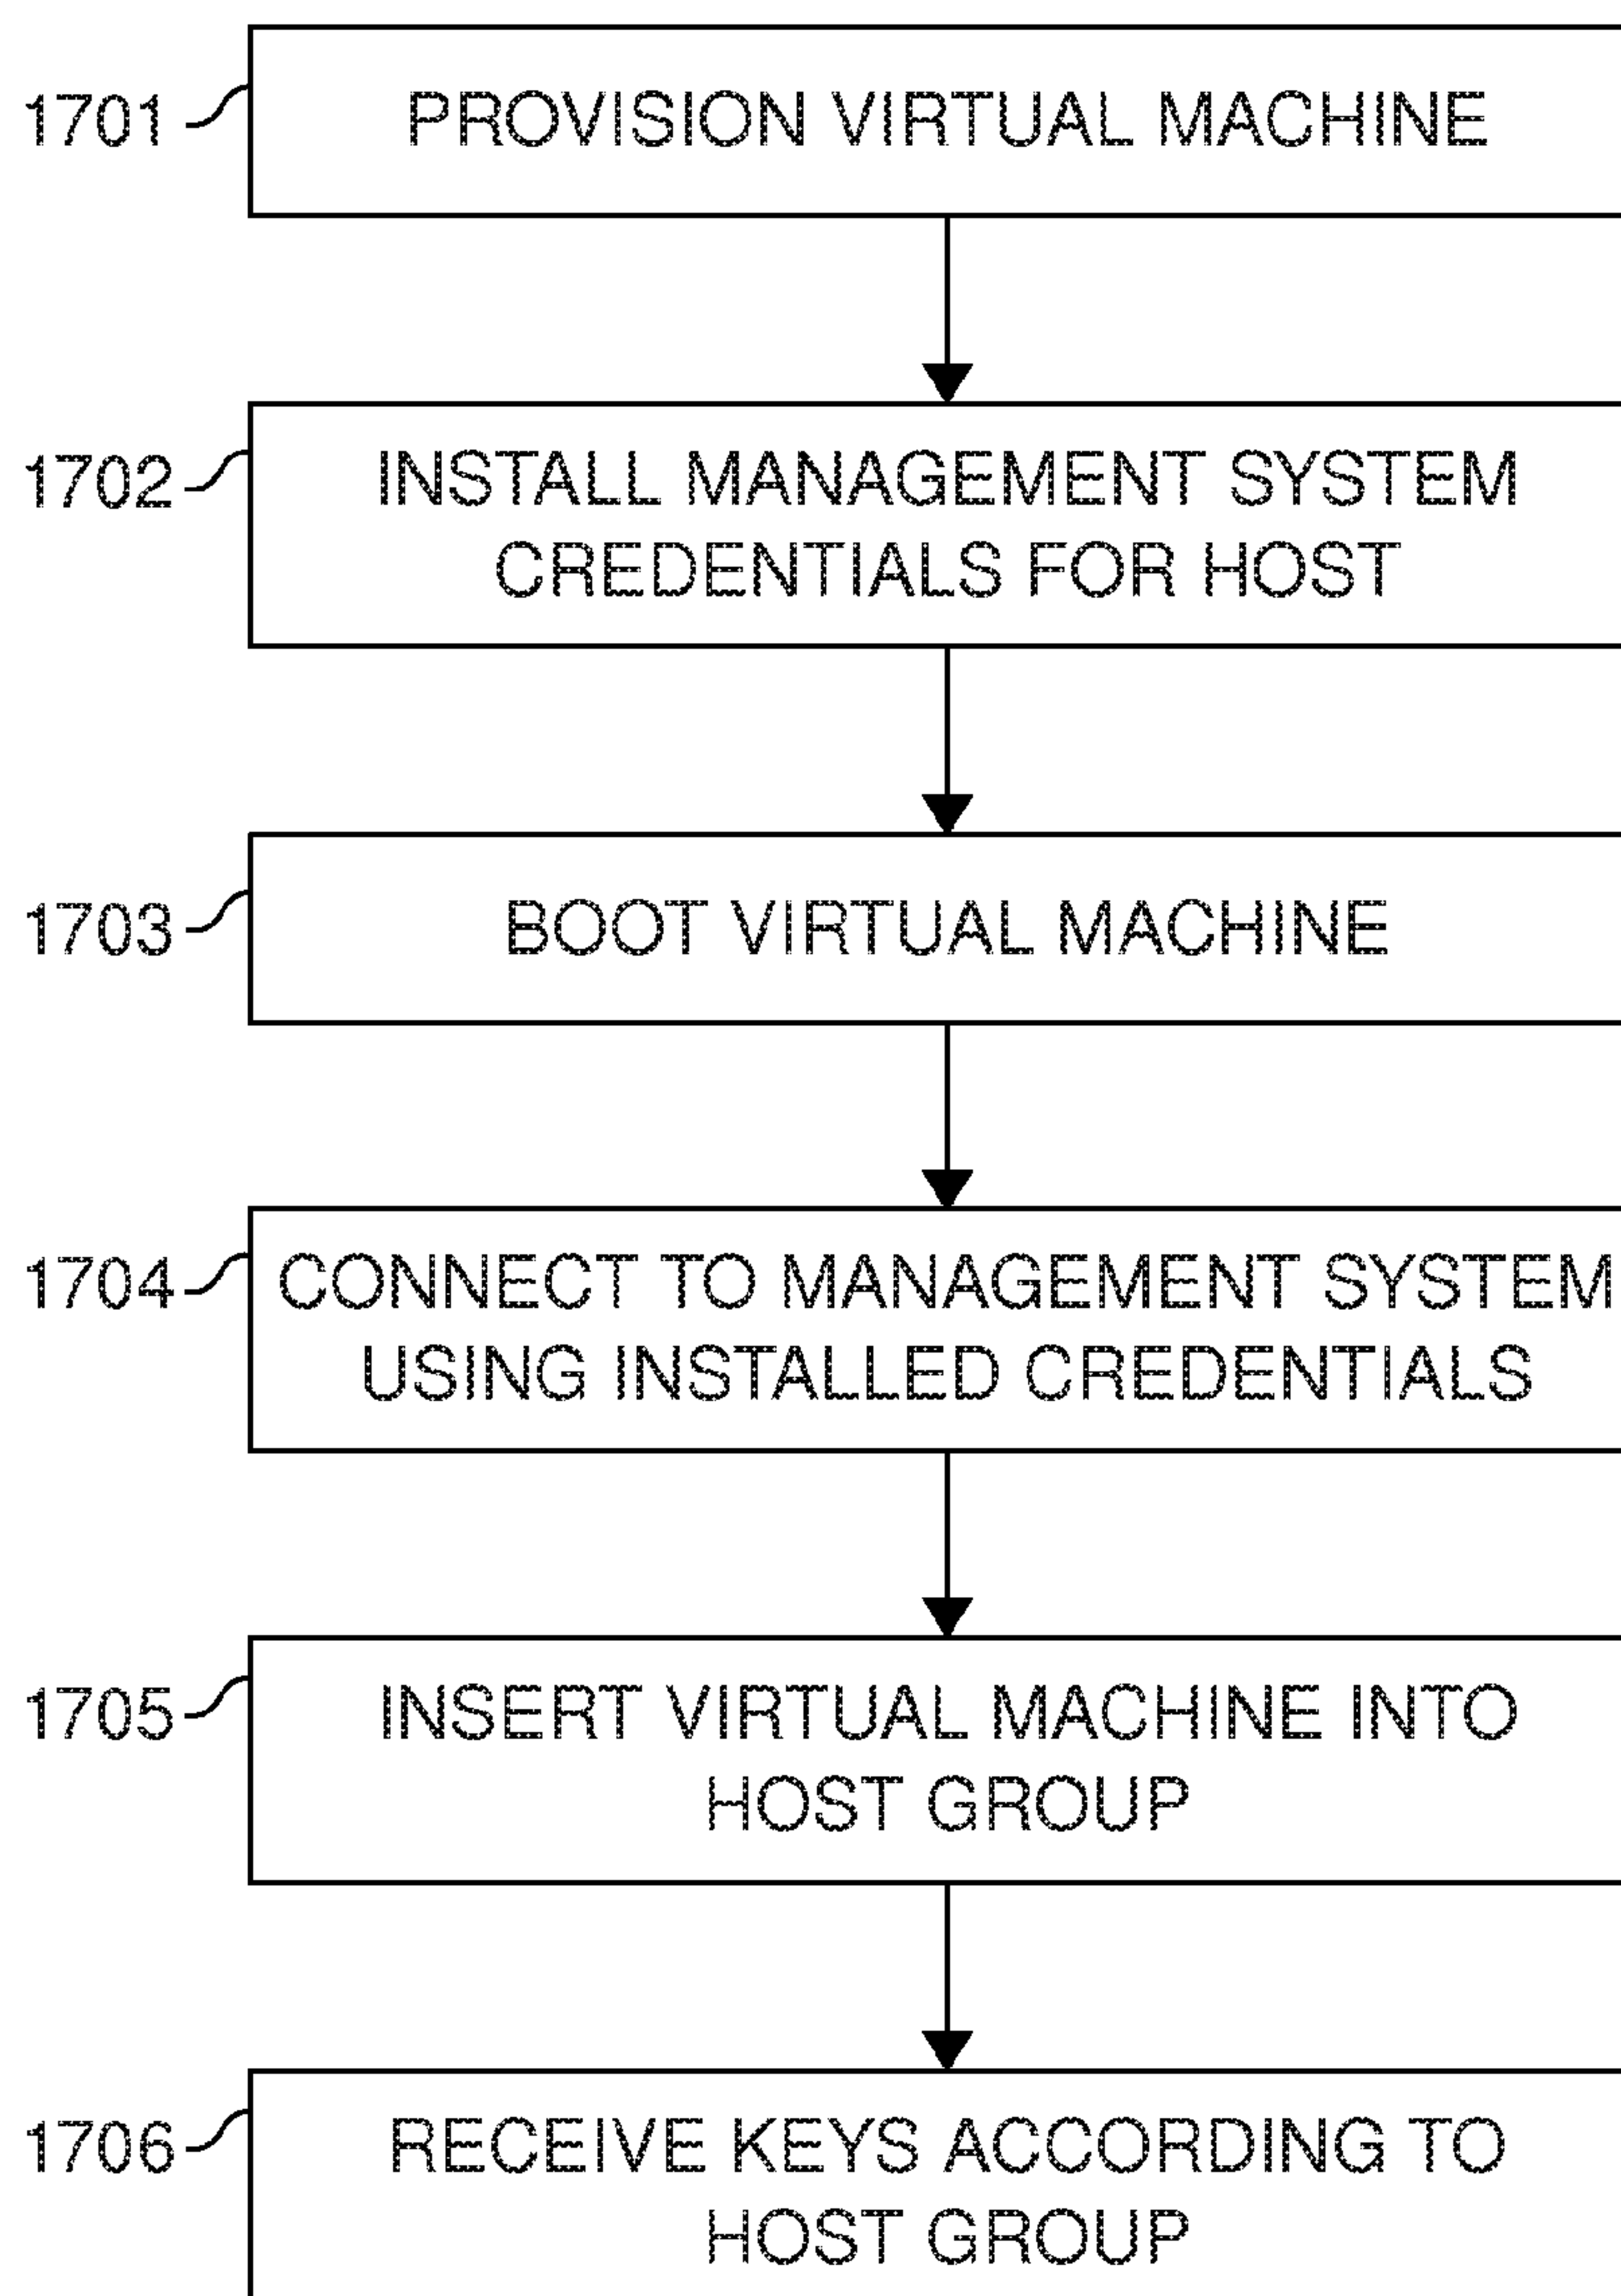 1701
PROVISION VIRTUAL MACHINE
1702
INSTALL MANAGEMENT SYSTEM
CREDENTIALS FOR HOST
1703
BOOT VIRTUAL MACHINE
1704
CONNECT TO MANAGEMENT SYSTEM
USING INSTALLED CREDENTIALS
1705
INSERT VIRTUAL MACHINE INTO
HOST GROUP
1706
RECEIVE KEYS ACCORDING TO
HOST GROUP